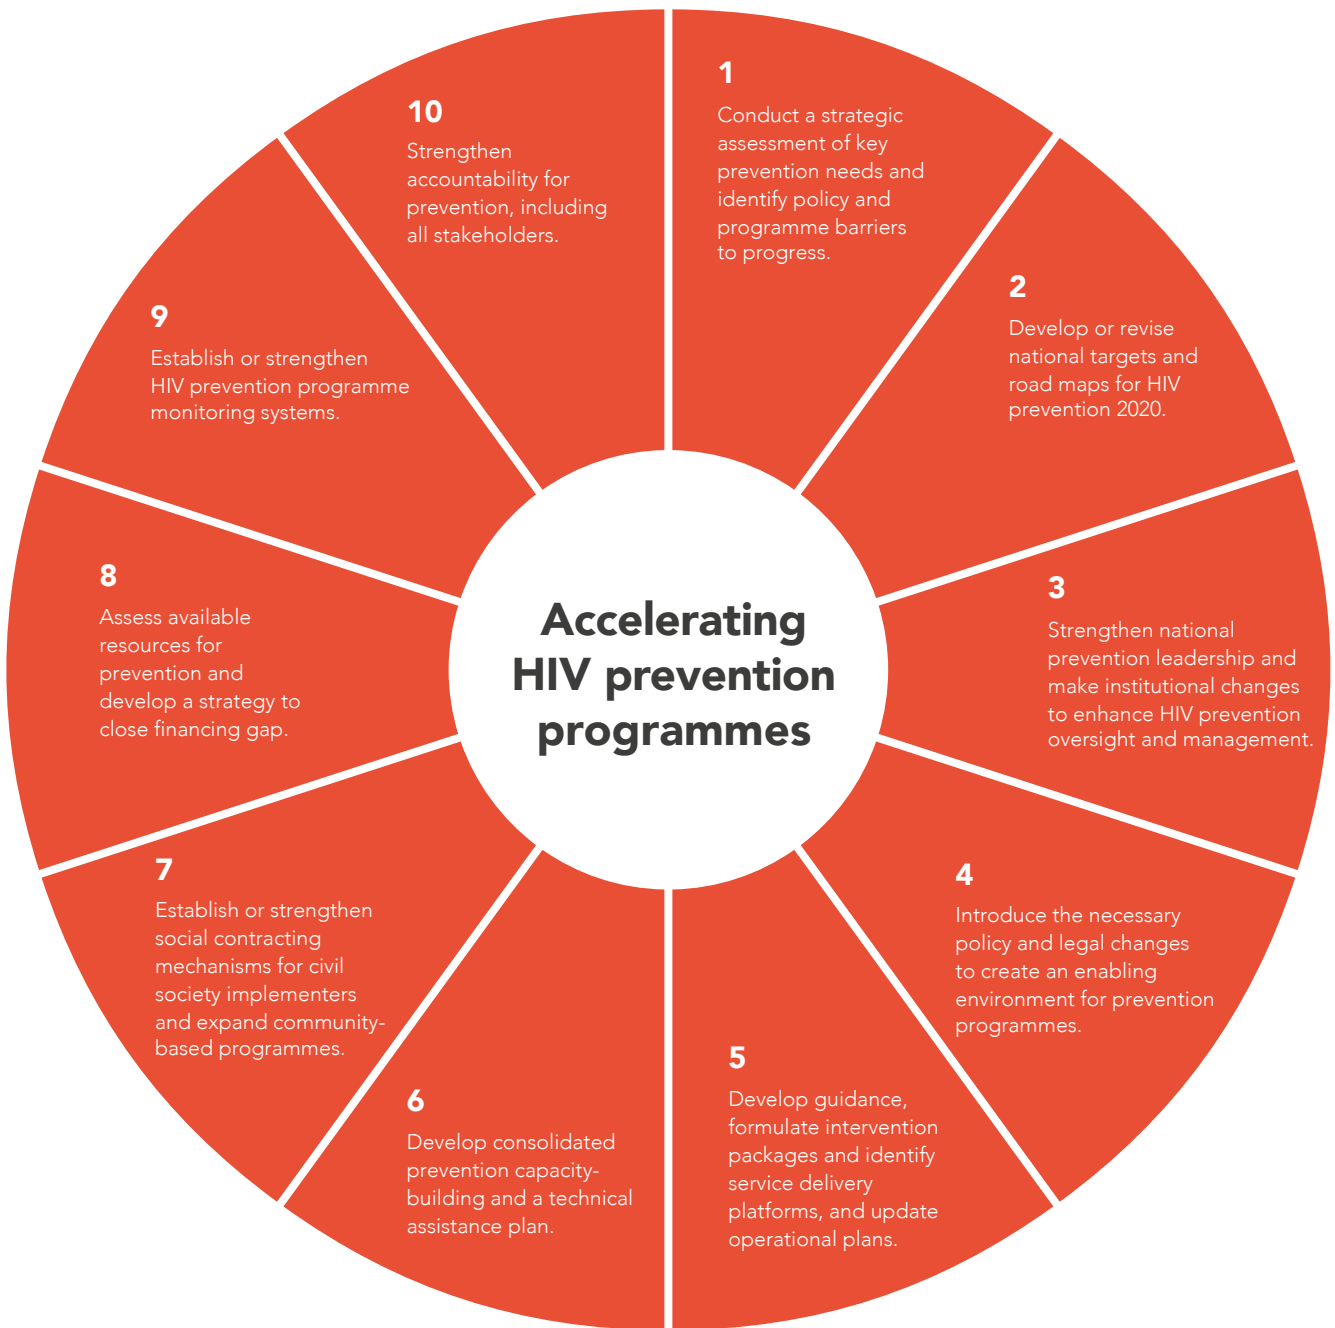 1
Conduct a strategic
assessment of key
prevention needs and
identify policy and
programme barriers
to progress.
2
Develop or revise
national targets and
road maps for HIV
prevention 2020.
3
Strengthen national
prevention leadership and
make institutional changes
to enhance HIV prevention
oversight and management.
4
Introduce the necessary
policy and legal changes
to create an enabling
environment for prevention
programmes.
5
Develop guidance,
formulate intervention
packages and identify
service delivery
platforms, and update
operational plans.
6
Develop consolidated
prevention capacity-
building and a technical
assistance plan.
7
Establish or strengthen
social contracting
mechanisms for civil
society implementers
and expand community-
based programmes.
8
Assess available
resources for
prevention and
develop a strategy to
close financing gap.
9
Establish or strengthen
HIV prevention programme
monitoring systems.
10
Strengthen
accountability for
prevention, including
all stakeholders.
Accelerating
HIV prevention
programmes